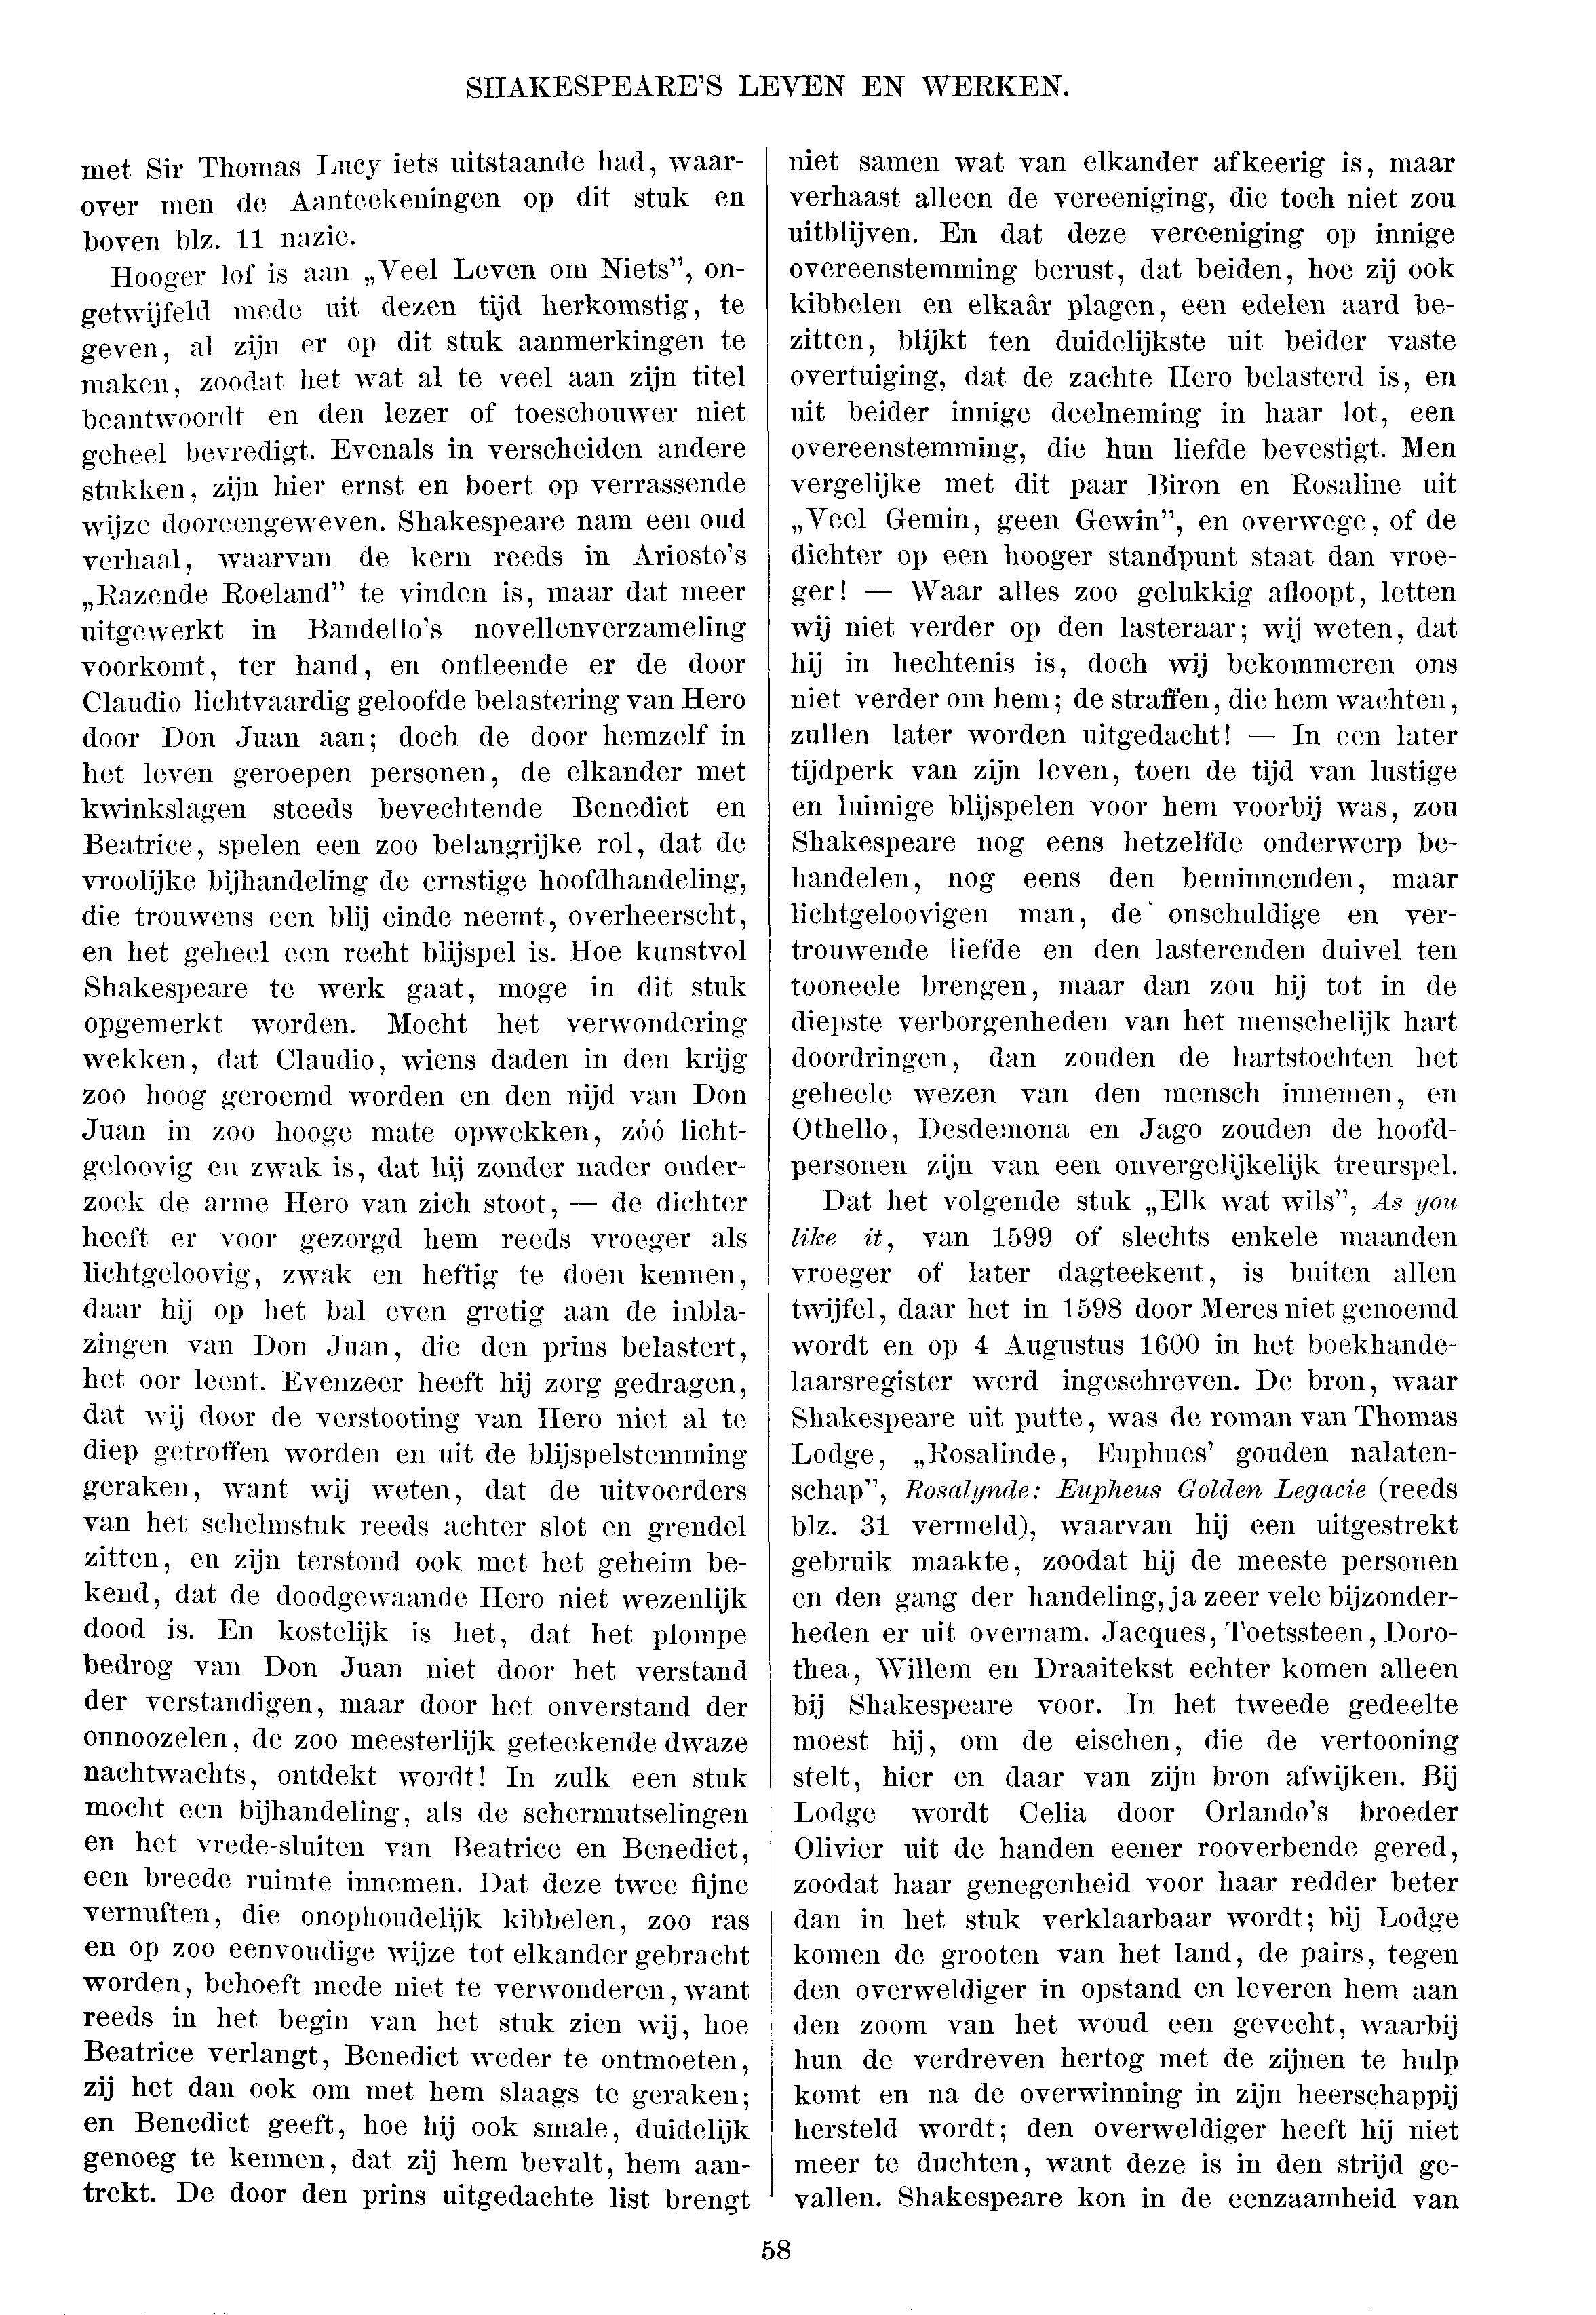 SHAKESPEARE'S LEVEN EN WERKEN.
met Sir Thomas Lucy iets uitstaande had, waar-
over men de Aanteekeningen op dit stuk en
boven blz. 11 nazie.
Hooger lof is aan „Veel Leven om Niets”, on-
getwijfeld mede uit dezen tijd herkomstig, te
geven, al zijn er op dit stuk aanmerkingen te
maken, zoodat het wat al te veel aan zijn titel
beantwoordt en den lezer of toeschouwer niet
geheel bevredigt. Evenals in verscheiden andere
stukken, zijn hier ernst en boert op verrassende
wijze dooreengeweven. Shakespeare nam een oud
verhaal, waarvan de kern reeds in Ariosto's
„Razende Roeland” te vinden is, maar dat meer
uitgewerkt in Bandello's novellenverzameling
voorkomt, ter hand, en ontleende er de door
Claudio lichtvaardig geloofde belastering van Hero
door Don Juan aan; doch de door hemzelf in
het leven geroepen personen, de elkander met
kwinkslagen steeds bevechtende Benedict en
Beatrice, spelen een zoo belangrijke rol, dat de
vroolijke bijhandeling de ernstige hoofdhandeling,
die trouwens een blij einde neemt, overheerscht,
en het geheel een recht blijspel is. Hoe kunstvol
Shakespeare te werk gaat, moge in dit stuk
opgemerkt worden. Mocht het verwondering
wekken, dat Claudio, wiens daden in den krijg
zoo hoog geroemd worden en den nijd van Don
Juan in zoo hooge mate opwekken, zóó licht-
geloovig en zwak is, dat hij zonder nader onder-
zoek de arme Hero van zich stoot, — de dichter
heeft er voor gezorgd hem reeds vroeger als
lichtgeloovig, zwak en heftig te doen kennen,
daar hij op het bal even gretig aan de inbla-
zingen van Don Juan, die den prins belastert,
het oor leent. Evenzeer heeft hij zorg gedragen,
dat wij door de verstooting van Hero niet al te
diep getroffen worden en uit de blijspelstemming
geraken, want wij weten, dat de uitvoerders
van het schelmstuk reeds achter slot en grendel
zitten, en zijn terstond ook met het geheim be-
kend, dat de doodgewaande Hero niet wezenlijk
dood is. En kostelijk is het, dat het plompe
bedrog van Don Juan niet door het verstand
der verstandigen, maar door het onverstand der
onnoozelen, de zoo meesterlijk geteekende dwaze
nachtwachts, ontdekt wordt! In zulk een stuk
mocht een bijhandeling, als de schermutselingen
en het vrede-sluiten van Beatrice en Benedict,
een breede ruimte innemen. Dat deze twee fijne
vernuften, die onophoudelijk kibbelen, zoo ras
en op zoo eenvoudige wijze tot elkander gebracht
worden, behoeft mede niet te verwonderen, want
reeds in het begin van het stuk zien wij, hoe
Beatrice verlangt, Benedict weder te ontmoeten,
zij het dan ook om met hem slaags te geraken;
en Benedict geeft, hoe hij ook smale, duidelijk
genoeg te kennen, dat zij hem bevalt, hem aan-
trekt. De door den prins uitgedachte list brengt
niet samen wat van elkander afkeerig is, maar
verhaast alleen de vereeniging, die toch niet zou
uitblijven. En dat deze vereeniging op innige
overeenstemming berust, dat beiden, hoe zij ook
kibbelen en elkaâr plagen, een edelen aard be-
zitten, blijkt ten duidelijkste uit beider vaste
overtuiging, dat de zachte Hero belasterd is, en
uit beider innige deelneming in haar lot, een
overeenstemming, die hun liefde bevestigt. Men
vergelijke met dit paar Biron en Rosaline uit
„Veel Gemin, geen Gewin”, en overwege, of de
dichter op een hooger standpunt staat dan vroe-
ger! — Waar alles zoo gelukkig afloopt, letten
wij niet verder op den lasteraar; wij weten, dat
hij in hechtenis is, doch wij bekommeren ons
niet verder om hem; de straffen, die hem wachten,
zullen later worden uitgedacht! — In een later
tijdperk van zijn leven, toen de tijd van lustige
en luimige blijspelen voor hem voorbij was, zou
Shakespeare nog eens hetzelfde onderwerp be-
handelen, nog eens den beminnenden, maar
lichtgeloovigen man, de onschuldige en ver-
trouwende liefde en den lasterenden duivel ten
tooneele brengen, maar dan zou hij tot in de
diepste verborgenheden van het menschelijk hart
doordringen, dan zouden de hartstochten het
geheele wezen van den mensch innemen, en
Othello, Desdemona en Jago zouden de hoofd-
personen zijn van een onvergelijkelijk treurspel.
Dat het volgende stuk „Elk wat wils”, As you
like it, van 1599 of slechts enkele maanden
vroeger of later dagteekent, is buiten allen
twijfel, daar het in 1598 door Meres niet genoemd
wordt en op 4 Augustus 1600 in het boekhande-
laarsregister werd ingeschreven. De bron, waar
Shakespeare uit putte, was de roman van Thomas
Lodge, „Rosalinde, Euphues' gouden nalaten-
schap”, Rosalynde: Eupheus Golden Legacie (reeds
blz. 31 vermeld), waarvan hij een uitgestrekt
gebruik maakte, zoodat hij de meeste personen
en den gang der handeling, ja zeer vele bijzonder-
heden er uit overnam. Jacques, Toetssteen, Doro-
thea, Willem en Draaitekst echter komen alleen
bij Shakespeare voor. In het tweede gedeelte
moest hij, om de eischen, die de vertooning
stelt, hier en daar van zijn bron afwijken. Bij
Lodge wordt Celia door Orlando's broeder
Olivier uit de handen eener rooverbende gered,
zoodat haar genegenheid voor haar redder beter
dan in het stuk verklaarbaar wordt; bij Lodge
komen de grooten van het land, de pairs, tegen
den overweldiger in opstand en leveren hem aan
den zoom van het woud een gevecht, waarbij
hun de verdreven hertog met de zijnen te hulp
komt en na de overwinning in zijn heerschappij
hersteld wordt; den overweldiger heeft hij niet
meer te duchten, want deze is in den strijd ge-
vallen. Shakespeare kon in de eenzaamheid van
58